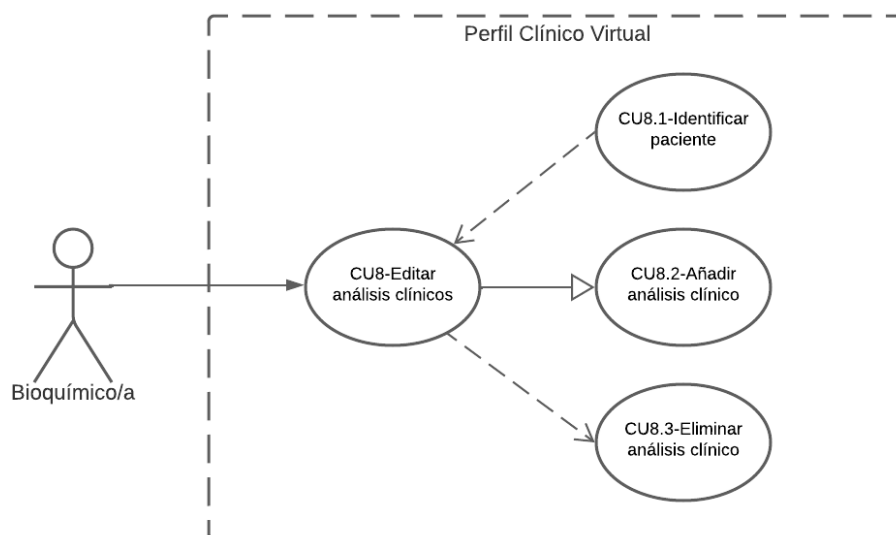 Perfil Clínico Virtual
CU8.1-Identificar
paciente
CU8-Editar
análisis clínicos
CU8.2-Añadir
análisis clínico
Bioquímico/a
CU8.3-Eliminar
análisis clínico